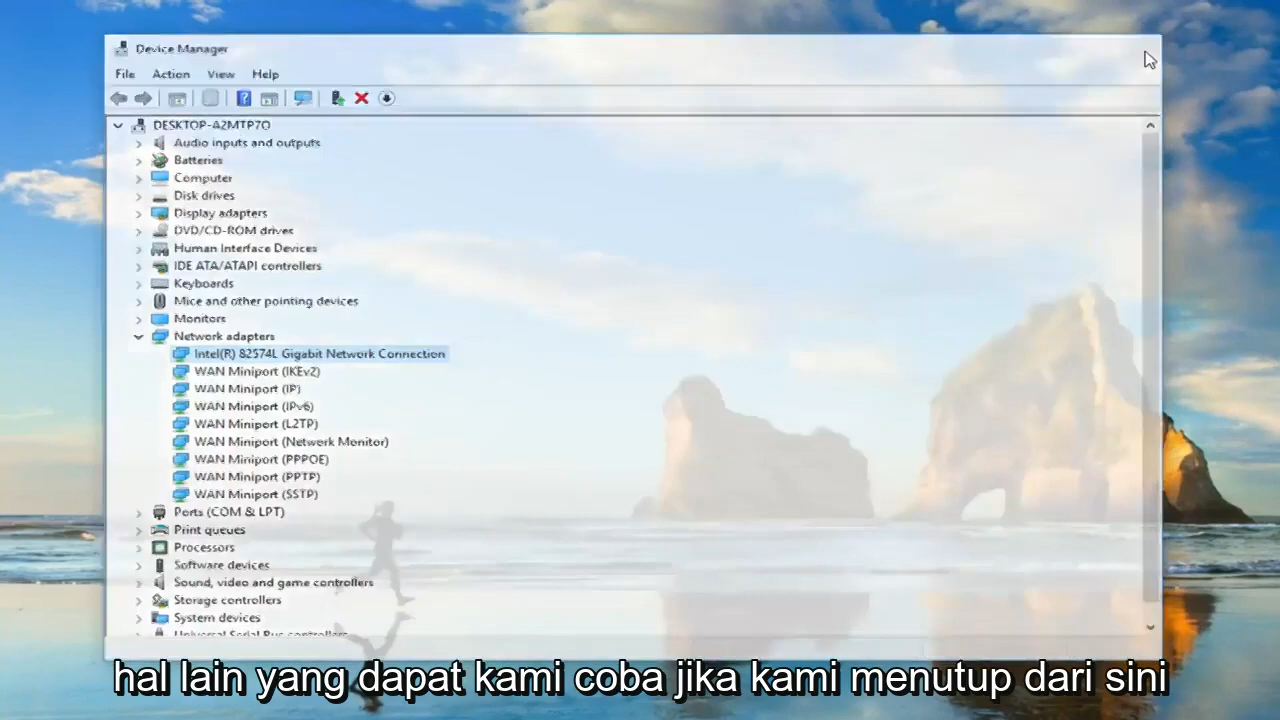 Device Manager
File Action View Help
DESKTOP-A2MTP7O
Audio inputs and outputs
Batteries
Computer
Disk drives
Display adapters
DVD/CD-ROM drives
Human Interface Devices
IDE ATA/ATAPI controllers
Keyboards
Mice and other pointing devices
Monitors
Network adapters
Intel(R) 82574L Gigabit Network Connection
WAN Miniport (IKEv2)
WAN Miniport (IP)
WAN Miniport (IPv6)
WAN Miniport (L2TP)
WAN Miniport (Network Monitor)
WAN Miniport (PPPOE)
WAN Miniport (PPTP)
WAN Miniport (SSTP)
Ports (COM & LPT)
Print queues
Processors
Software devices
Sound, video and game controllers
Storage controllers
System devices
Universal Serial Bus controllers
hal lain yang dapat kami coba jika kami menutup dari sini